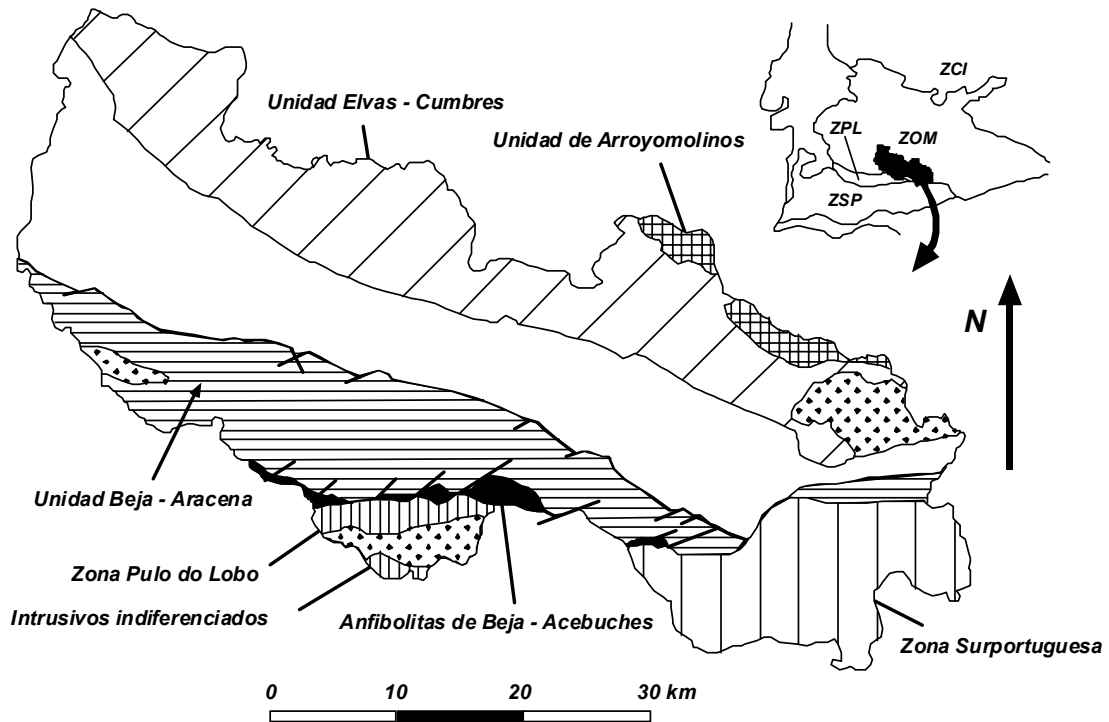 Unidad Elvas - Cumbres
Unidad de Arroyomolinos
ZCI
ZPL
ZOM
ZSP
N
Unidad Beja - Aracena
Zona Pulo do Lobo
Intrusivos indiferenciados
Anfibolitas de Beja - Acebuches
Zona Surportuguesa
0 10 20 30 km